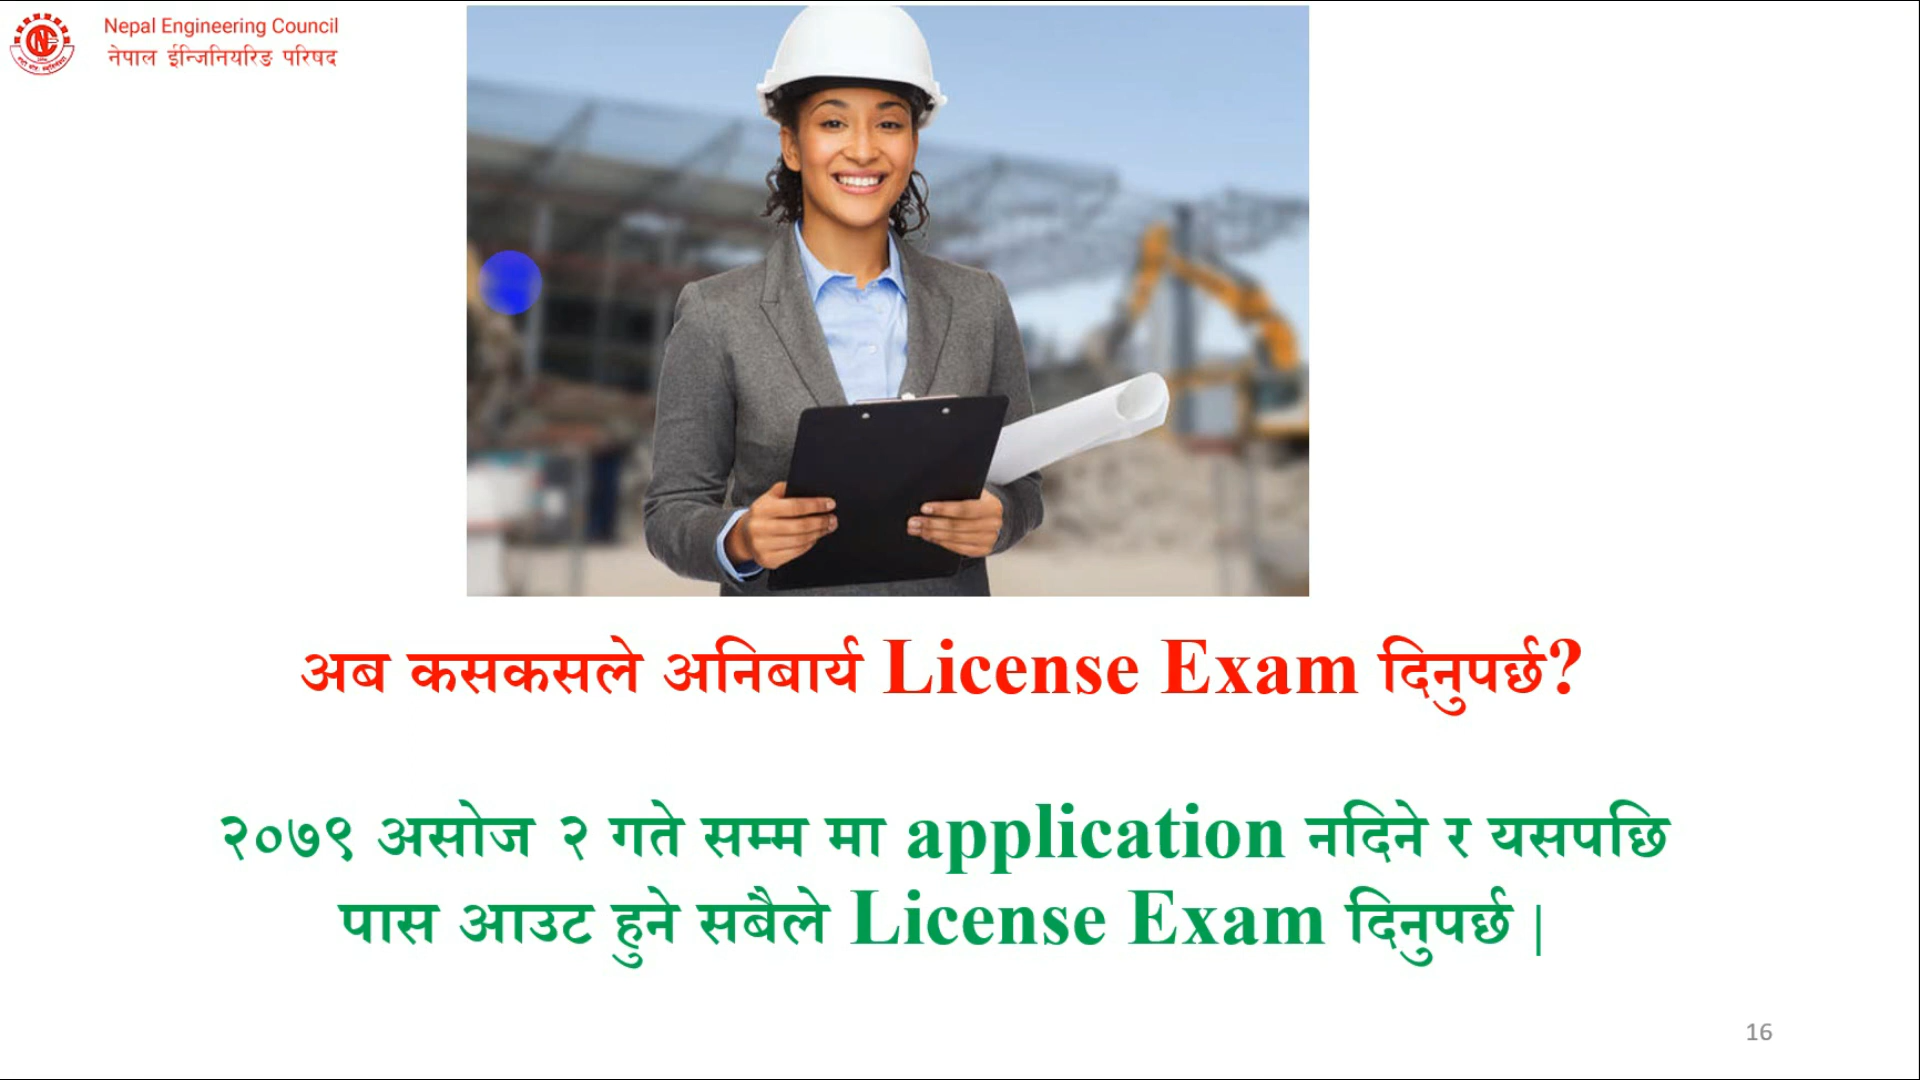 Nepal Engineering Council
नेपाल ईन्जिनियरिङ परिषद
अब कसकसले अनिबार्य License Exam दिनुपर्छ?
२०७९ असोज २ गते सम्म मा application नदिने र यसपछि
पास आउट हुने सबैले License Exam दिनुपर्छ |
16